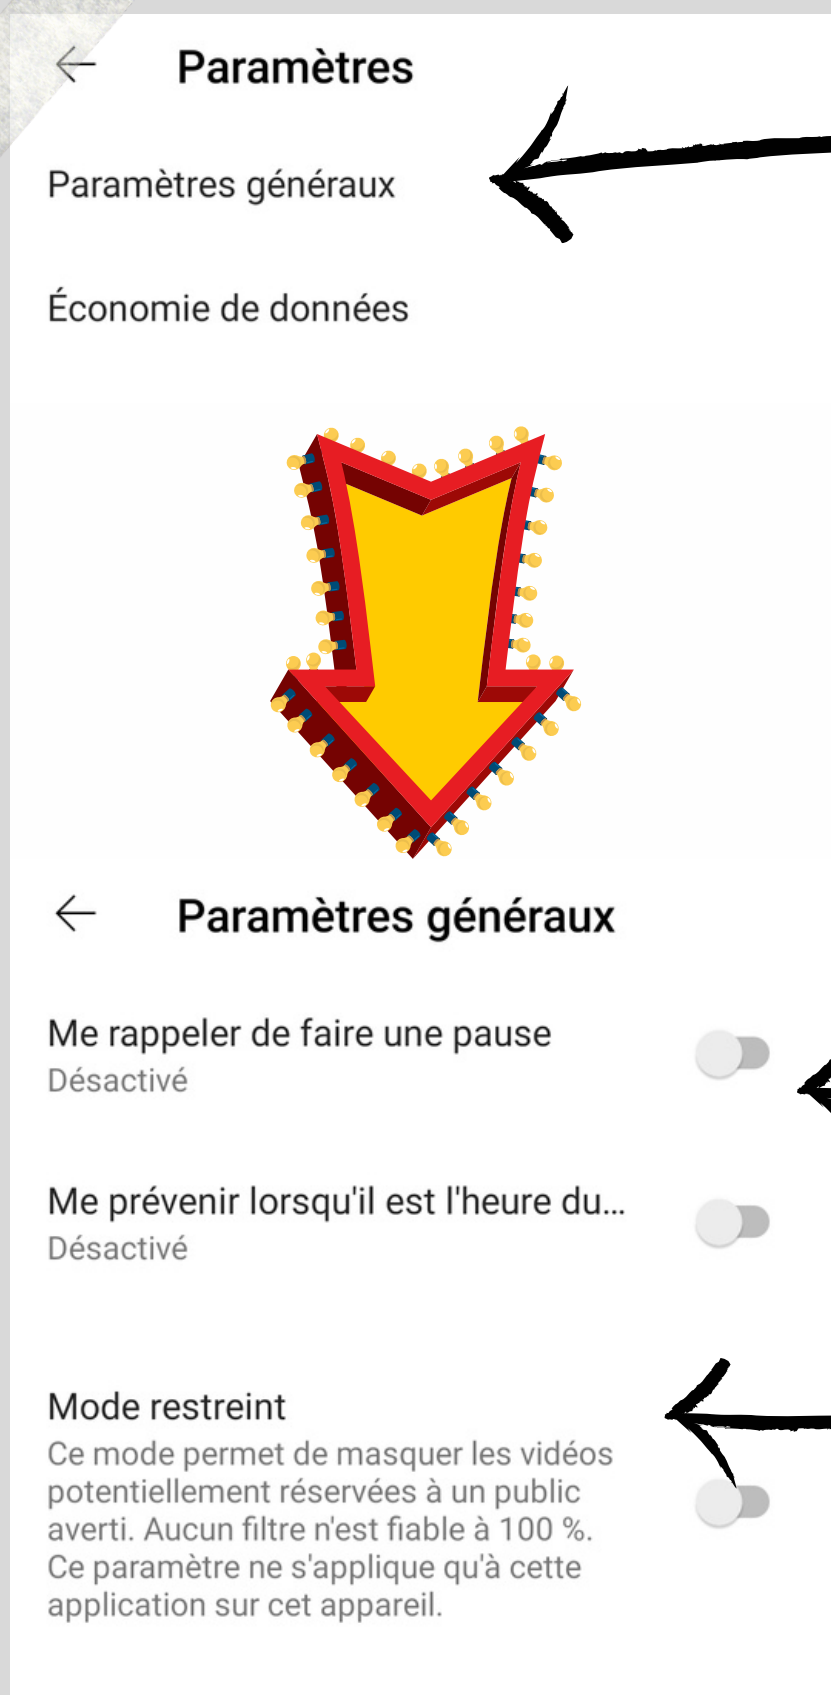 Paramètres
Paramètres généraux
Économie de données
Paramètres généraux
Me rappeler de faire une pause
Désactivé
Me prévenir lorsqu'il est l'heure du...
Désactivé
Mode restreint
Ce mode permet de masquer les vidéos
potentiellement réservées à un public
averti. Aucun filtre n'est fiable à 100 %.
Ce paramètre ne s'applique qu'à cette
application sur cet appareil.